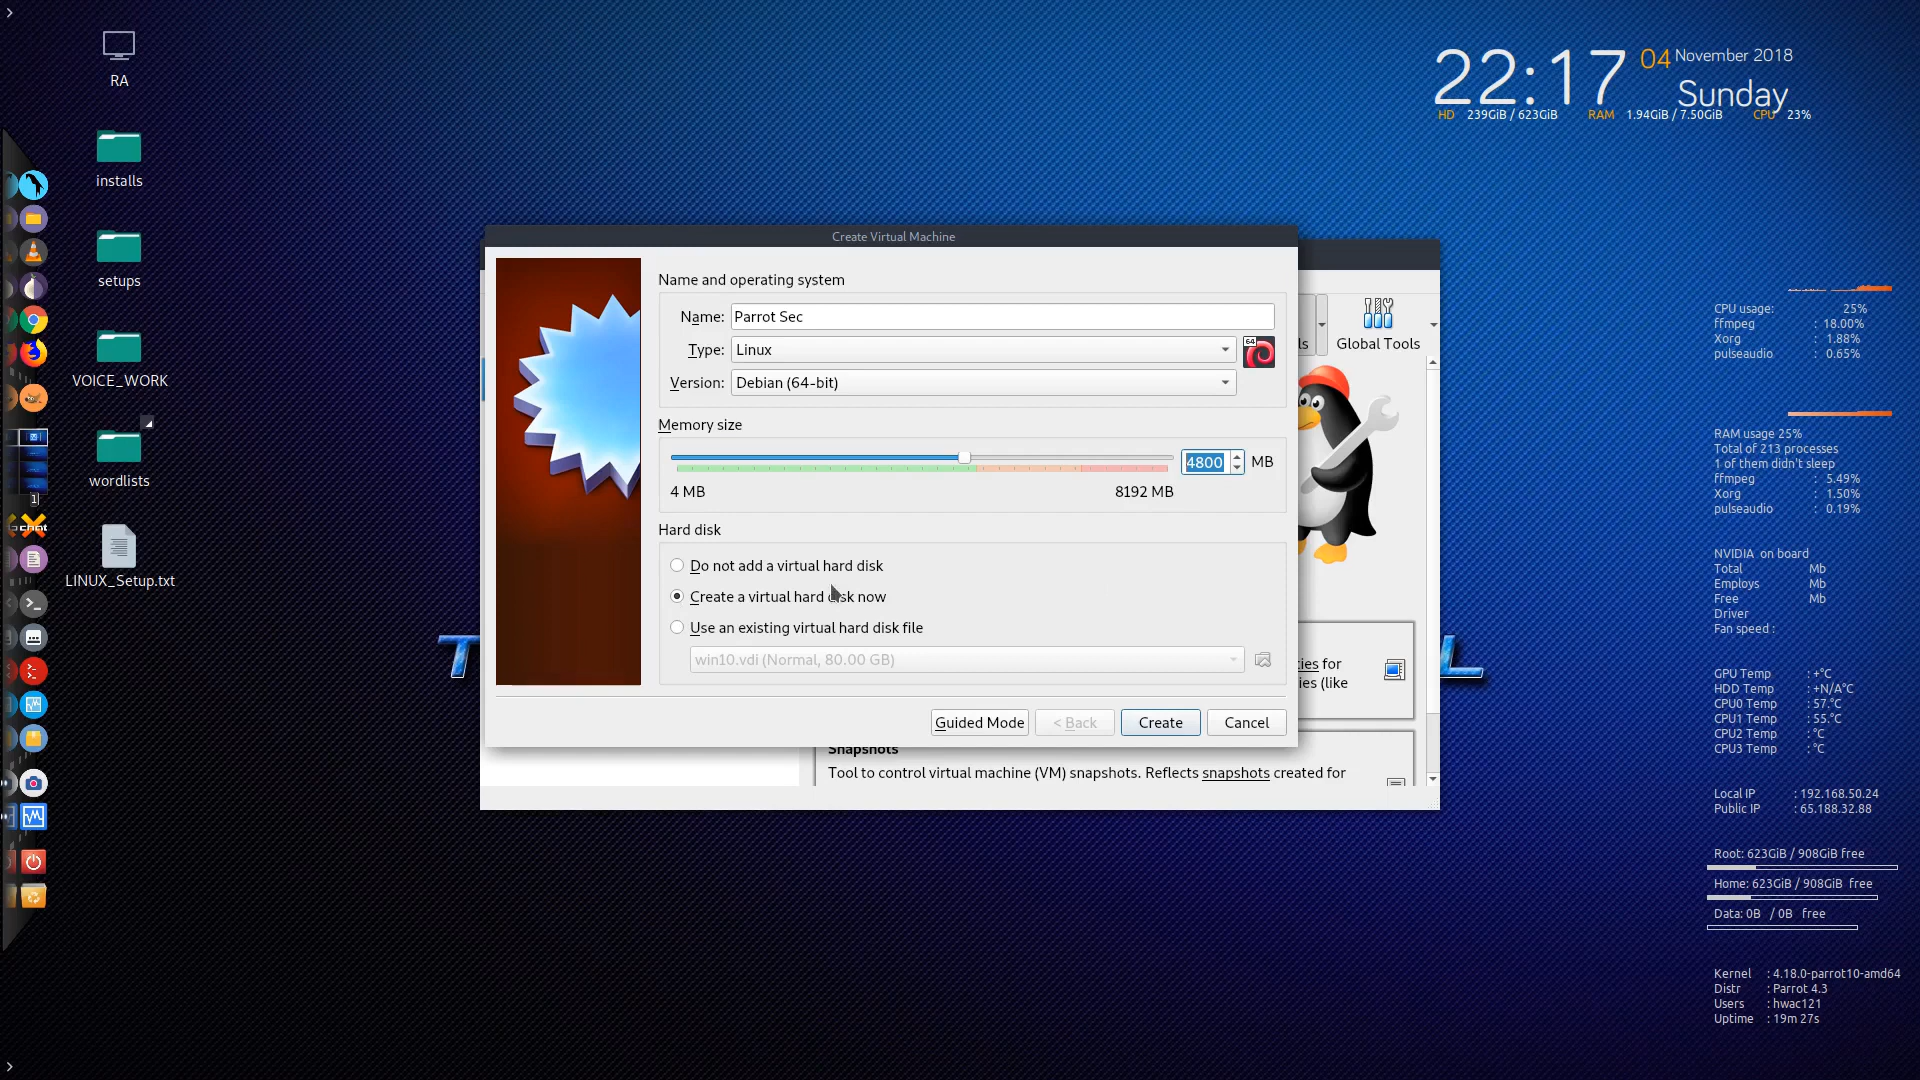 RA
installs
setups
VOICE_WORK
wordlists
LINUX_Setup.txt
1
22:17 04 November 2018
Sunday
HD 239GiB / 623GiB RAM 1.94GiB / 7.50GiB CPU 23%
Create Virtual Machine
Name and operating system
Name: Parrot Sec
Type: Linux
64
Version: Debian (64-bit)
Memory size
4800 MB
4 MB 8192 MB
Hard disk
Do not add a virtual hard disk
Create a virtual hard disk now
Use an existing virtual hard disk file
win10.vdi (Normal, 80.00 GB)
Guided Mode < Back Create Cancel
ls Global Tools
ies for
ies (like
Snapshots
Tool to control virtual machine (VM) snapshots. Reflects snapshots created for
T L
CPU usage: 25%
ffmpeg : 18.00%
Xorg : 1.88%
pulseaudio : 0.65%
RAM usage 25%
Total of 213 processes
1 of them didn't sleep
ffmpeg : 5.49%
Xorg : 1.50%
pulseaudio : 0.19%
NVIDIA on board
Total Mb
Employs Mb
Free Mb
Driver
Fan speed :
GPU Temp : +°C
HDD Temp : +N/A°C
CPU0 Temp : 57.°C
CPU1 Temp : 55.°C
CPU2 Temp : °C
CPU3 Temp : °C
Local IP : 192.168.50.24
Public IP : 65.188.32.88
Root: 623GiB / 908GiB free
Home: 623GiB / 908GiB free
Data: 0B / 0B free
Kernel : 4.18.0-parrot10-amd64
Distr : Parrot 4.3
Users : hwac121
Uptime : 19m 27s